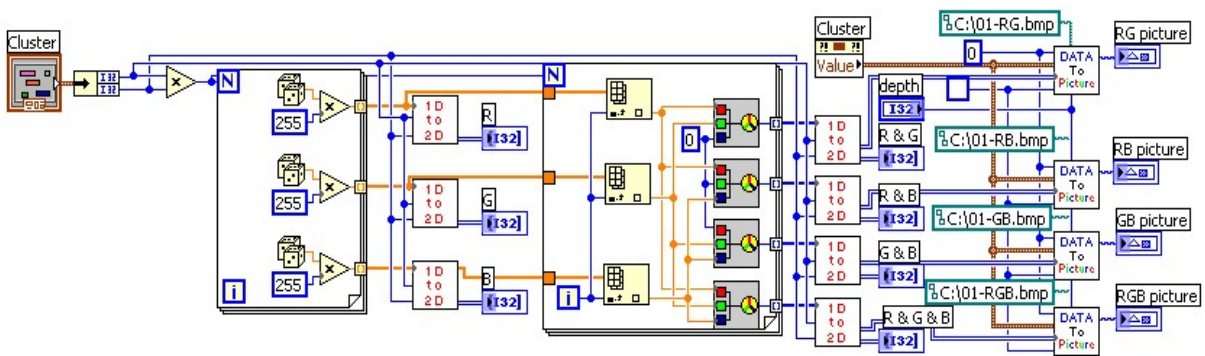 Cluster
I32
I32
N
255
255
255
i
1D
to
2D
R
I32]
1D
to
2D
G
I32]
1D
to
2D
B
I32]
N
i
0
1D
to
2D
R & G
I32]
1D
to
2D
R & B
I32]
1D
to
2D
G & B
I32]
1D
to
2D
R & G & B
I32]
Cluster
Value
depth
I32
0
C:\01-RG.bmp
DATA
To
Picture
RG picture
C:\01-RB.bmp
DATA
To
Picture
RB picture
C:\01-GB.bmp
DATA
To
Picture
GB picture
C:\01-RGB.bmp
DATA
To
Picture
RGB picture